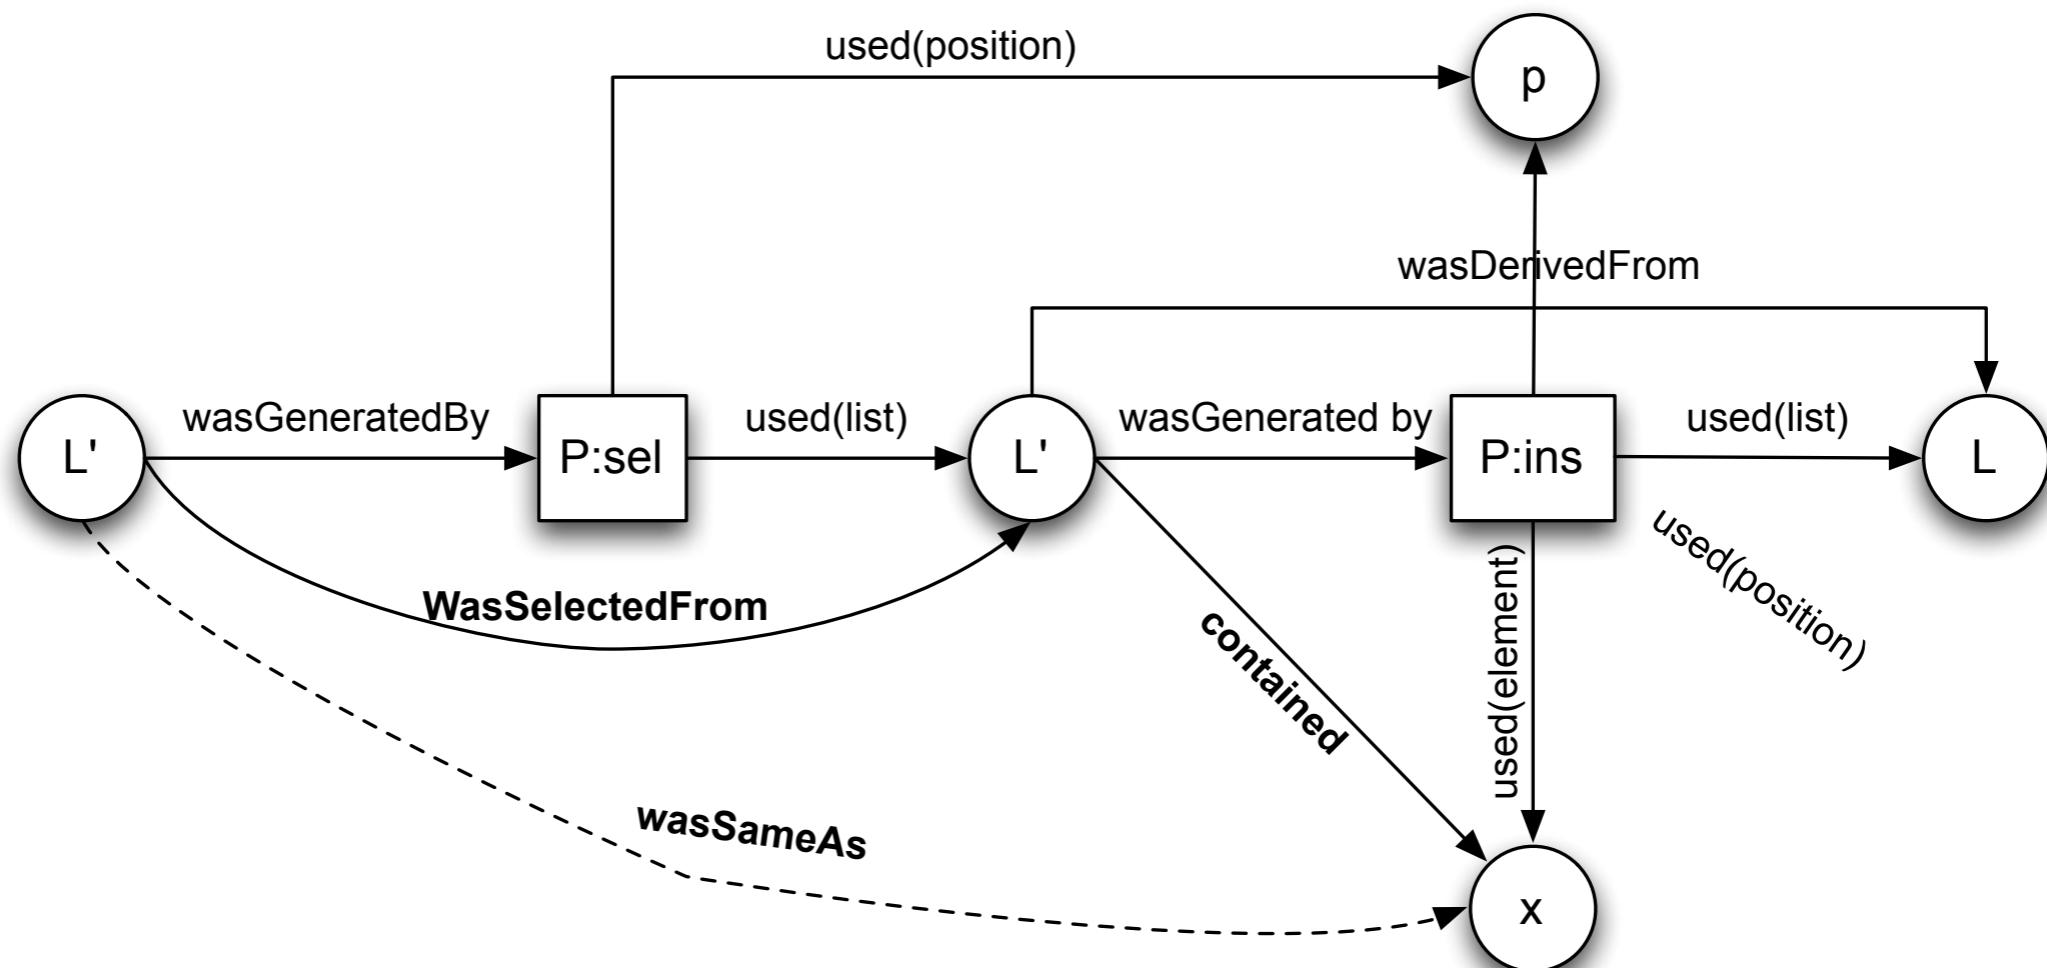 used(position)
p
wasDerivedFrom
L'
wasGeneratedBy
P:sel
used(list)
L'
wasGenerated by
P:ins
used(list)
L
used(position)
WasSelectedFrom
contained
used(element)
wasSameAs
x